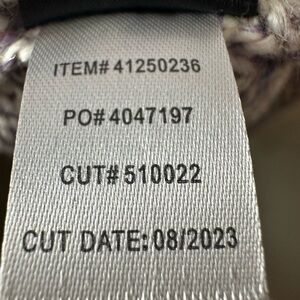 ITEM# 41250236
PO# 4047197
CUT# 510022
CUT DATE: 08/2023